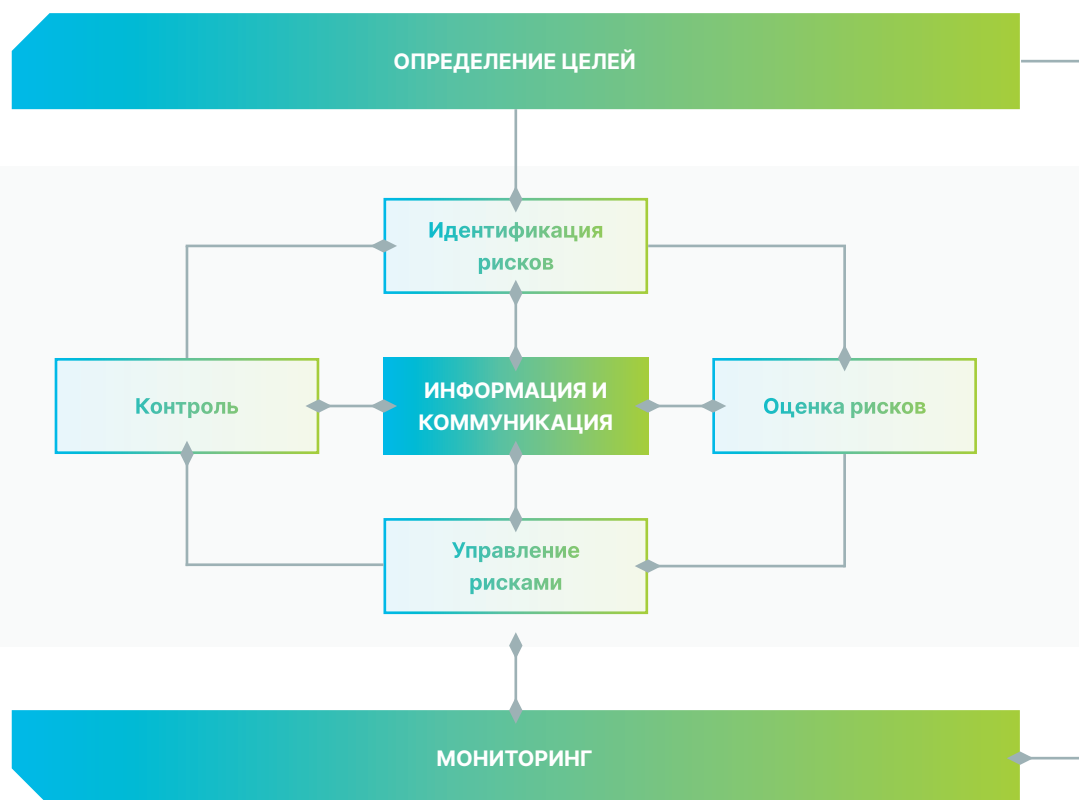 ОПРЕДЕЛЕНИЕ ЦЕЛЕЙ
Идентификация
рисков
Контроль
ИНФОРМАЦИЯ И
КОММУНИКАЦИЯ
Оценка рисков
Управление
рисками
МОНИТОРИНГ